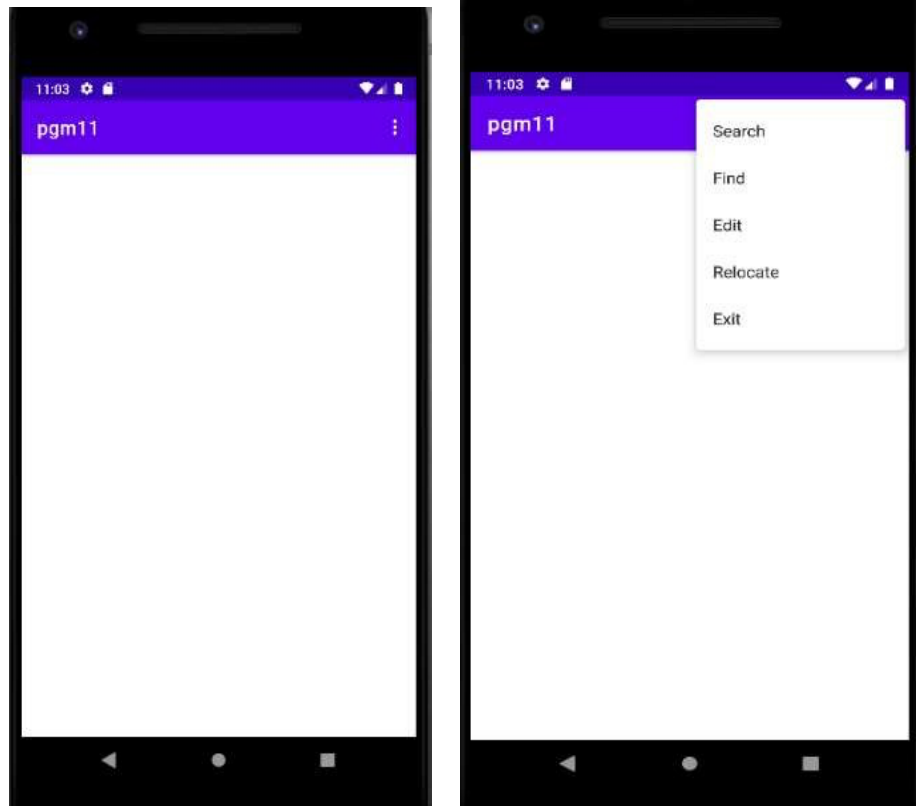 11:03
pgm11
11:03
pgm11
Search
Find
Edit
Relocate
Exit